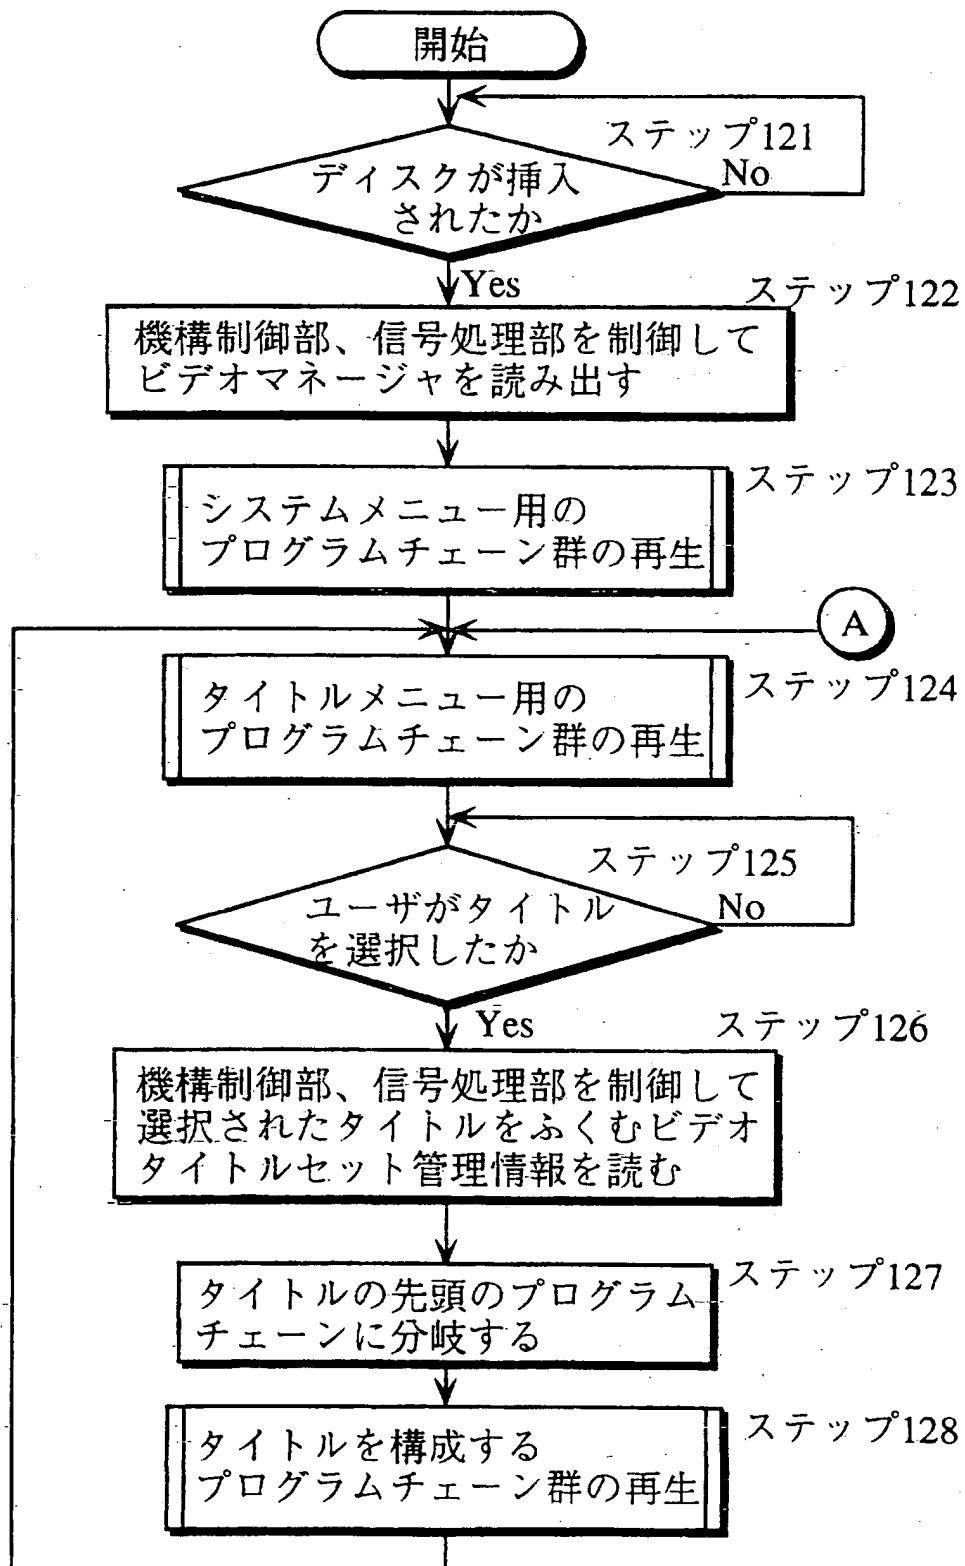 開始
ステップ121
ディスクが挿入
されたか
No
Yes
ステップ122
機構制御部、信号処理部を制御して
ビデオマネージャを読み出す
ステップ123
システムメニュー用の
プログラムチェーン群の再生
A
ステップ124
タイトルメニュー用の
プログラムチェーン群の再生
ステップ125
ユーザがタイトル
を選択したか
No
Yes
ステップ126
機構制御部、信号処理部を制御して
選択されたタイトルをふくむビデオ
タイトルセット管理情報を読む
ステップ127
タイトルの先頭のプログラム
チェーンに分岐する
ステップ128
タイトルを構成する
プログラムチェーン群の再生